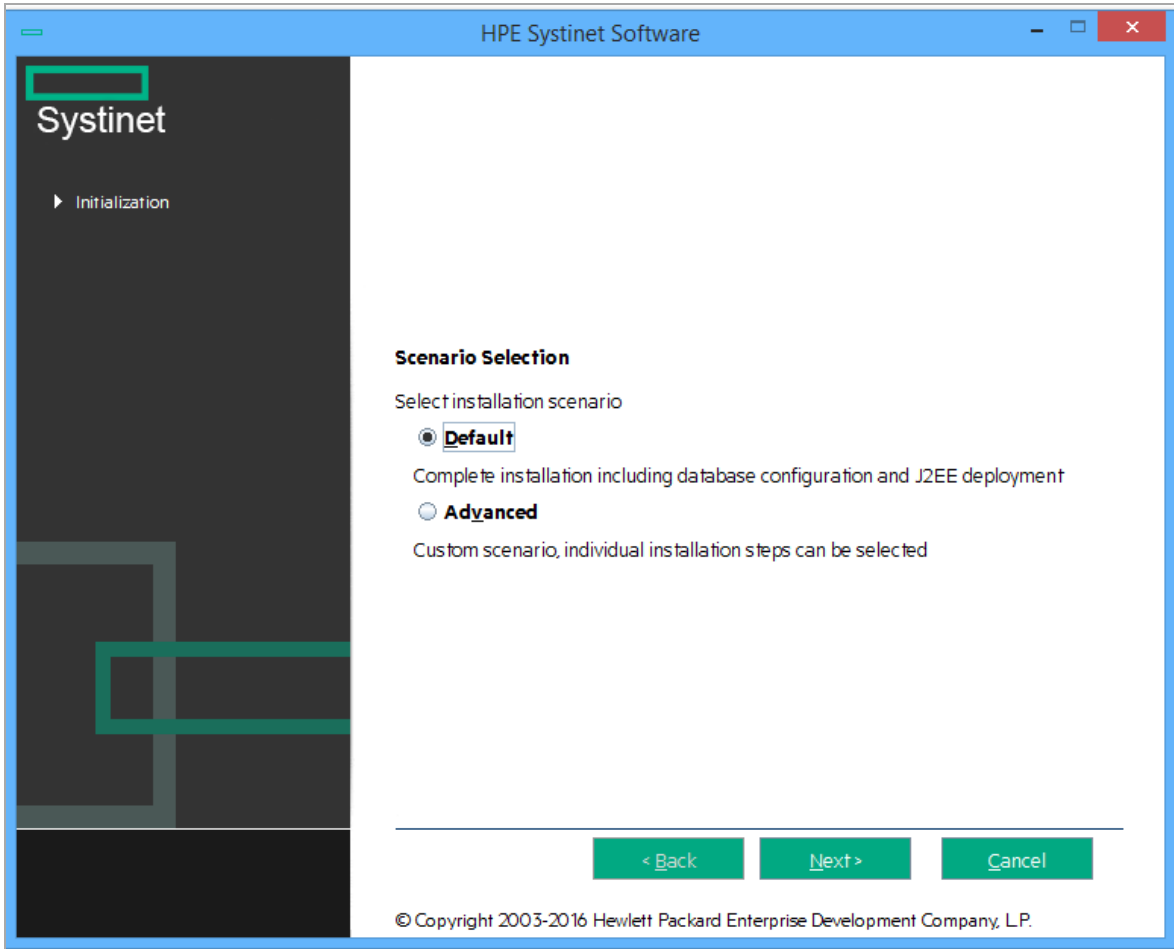 HPE Systinet Software
Systinet
Initialization
Scenario Selection
Select installation scenario
Default
Complete installation including database configuration and J2EE deployment
Advanced
Custom scenario, individual installation steps can be selected
< Back
Next >
Cancel
© Copyright 2003-2016 Hewlett Packard Enterprise Development Company, L.P.